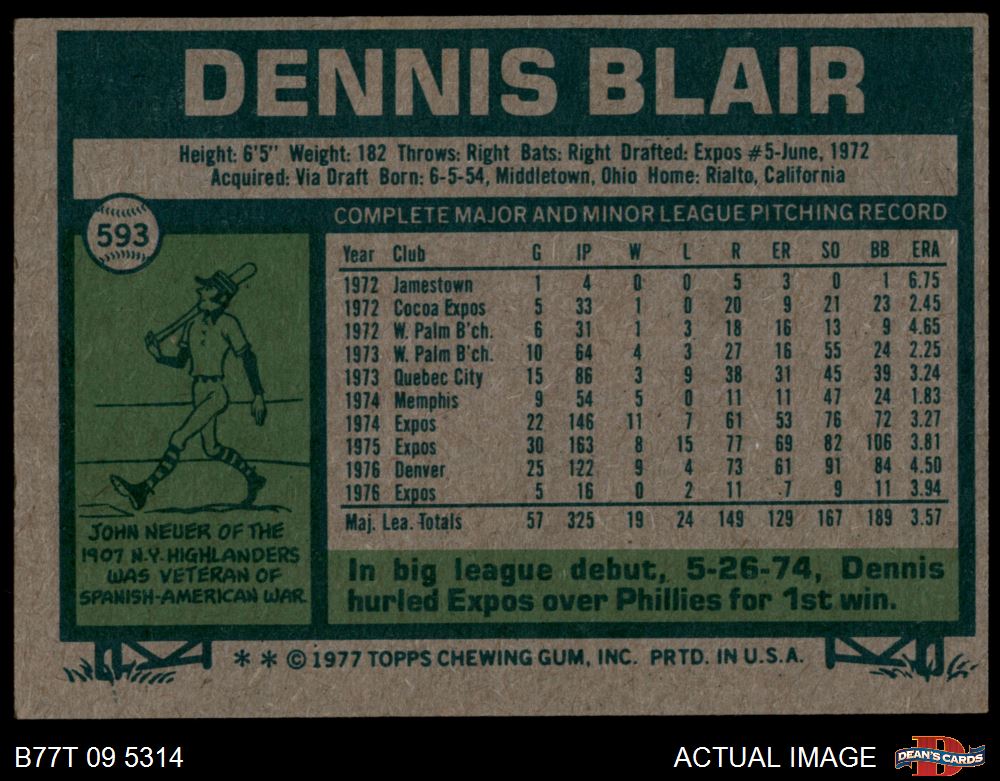 DENNIS BLAIR
Height: 6'5" Weight: 182 Throws: Right Bats: Right Drafted: Expos #5-June, 1972
Acquired: Via Draft Born: 6-5-54, Middletown, Ohio Home: Rialto, California
593
COMPLETE MAJOR AND MINOR LEAGUE PITCHING RECORD
Year Club G IP W L R ER SO BB ERA
1972 Jamestown 1 4 0 0 5 3 0 1 6.75
1972 Cocoa Expos 5 33 1 0 20 9 21 23 2.45
1972 W. Palm B'ch. 6 31 1 3 18 16 13 9 4.65
1973 W. Palm B'ch. 10 64 4 3 27 16 55 24 2.25
1973 Quebec City 15 86 3 9 38 31 45 39 3.24
1974 Memphis 9 54 5 0 11 11 47 24 1.83
1974 Expos 22 146 11 7 61 53 76 72 3.27
1975 Expos 30 163 8 15 77 69 82 106 3.81
1976 Denver 25 122 9 4 73 61 91 84 4.50
1976 Expos 5 16 0 2 11 7 9 11 3.94
Maj. Lea. Totals 57 325 19 24 149 129 167 189 3.57
JOHN NEUER OF THE
1907 N.Y. HIGHLANDERS
WAS VETERAN OF
SPANISH-AMERICAN WAR.
In big league debut, 5-26-74, Dennis
hurled Expos over Phillies for 1st win.
* * © 1977 TOPPS CHEWING GUM, INC. PRTD. IN U.S.A.
B77T 09 5314
ACTUAL IMAGE
D
DEAN'S CARDS